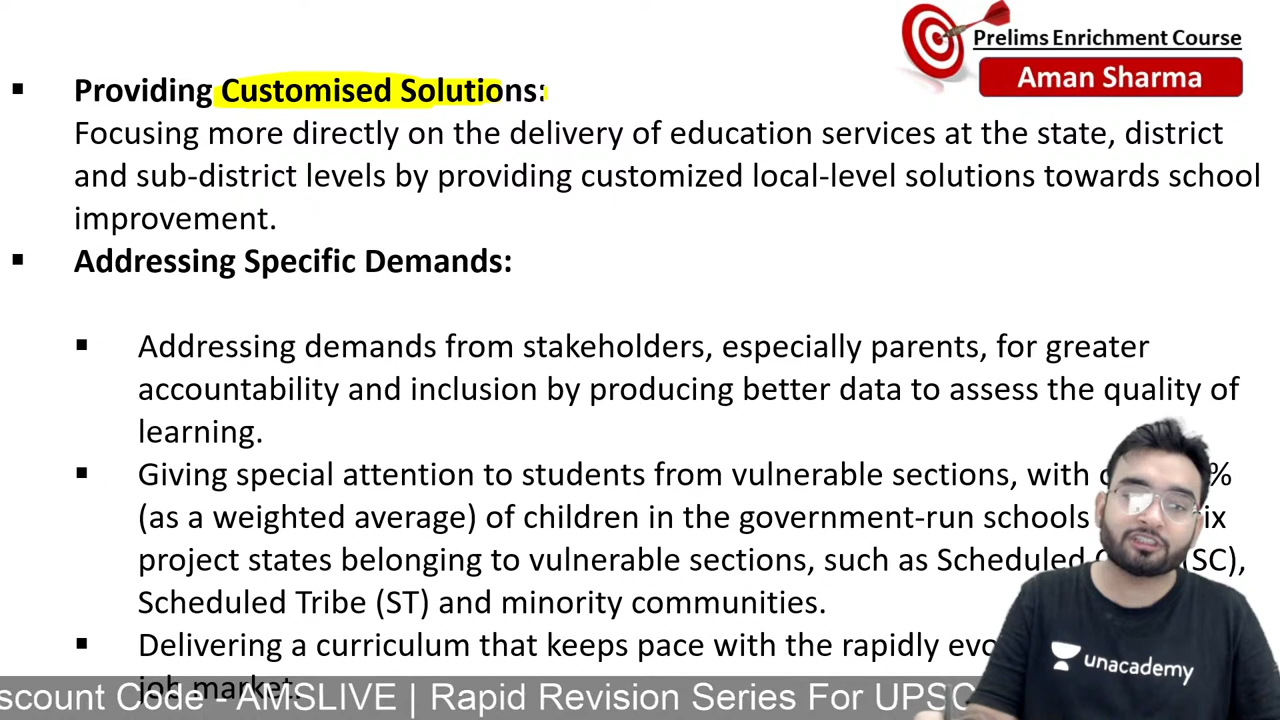 Prelims Enrichment Course
Aman Sharma
▪ Providing Customised Solutions:
Focusing more directly on the delivery of education services at the state, district
and sub-district levels by providing customized local-level solutions towards school
improvement.
▪ Addressing Specific Demands:
▪ Addressing demands from stakeholders, especially parents, for greater
accountability and inclusion by producing better data to assess the quality of
learning.
▪ Giving special attention to students from vulnerable sections, with %
(as a weighted average) of children in the government-run schools
project states belonging to vulnerable sections, such as Scheduled (SC),
Scheduled Tribe (ST) and minority communities.
▪ Delivering a curriculum that keeps pace with the rapidly
job market.
unacademy
Code - AMSLIVE | Rapid Revision Series For UPSC